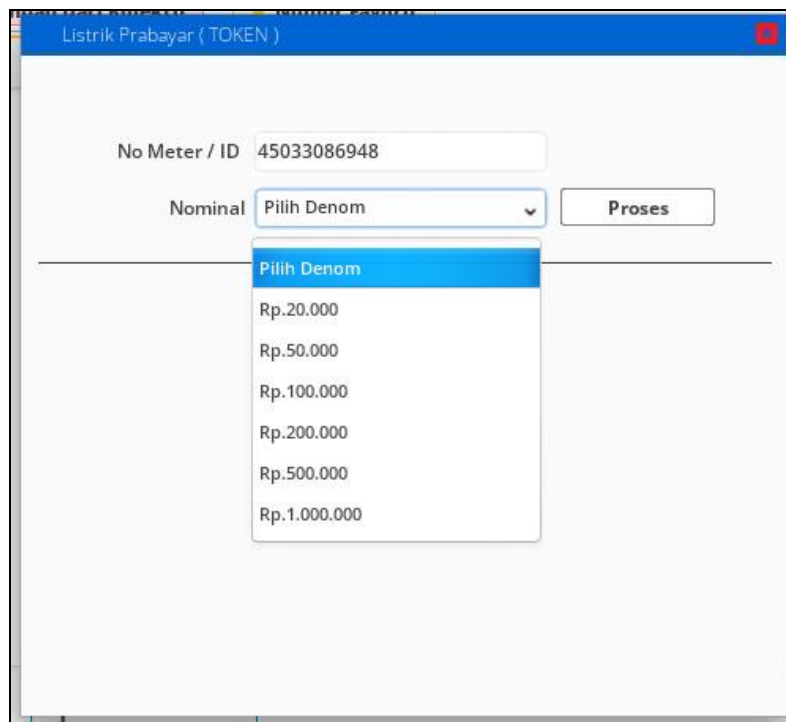 Listrik Prabayar ( TOKEN )
No Meter / ID 45033086948
Nominal Pilih Denom Proses
Pilih Denom
Rp.20.000
Rp.50.000
Rp.100.000
Rp.200.000
Rp.500.000
Rp.1.000.000